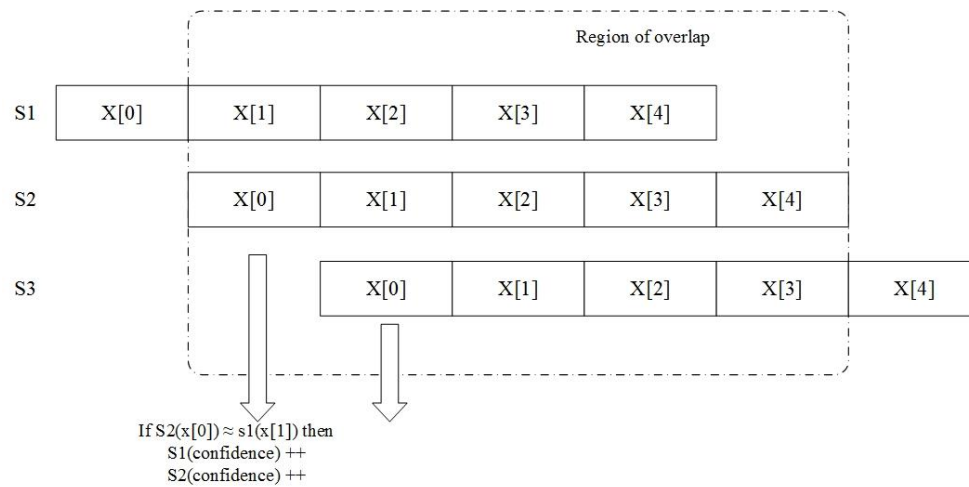 Region of overlap
S1 X[0] X[1] X[2] X[3] X[4]
S2 X[0] X[1] X[2] X[3] X[4]
S3 X[0] X[1] X[2] X[3] X[4]
If S2(x[0]) ≈ s1(x[1]) then
S1(confidence) ++
S2(confidence) ++